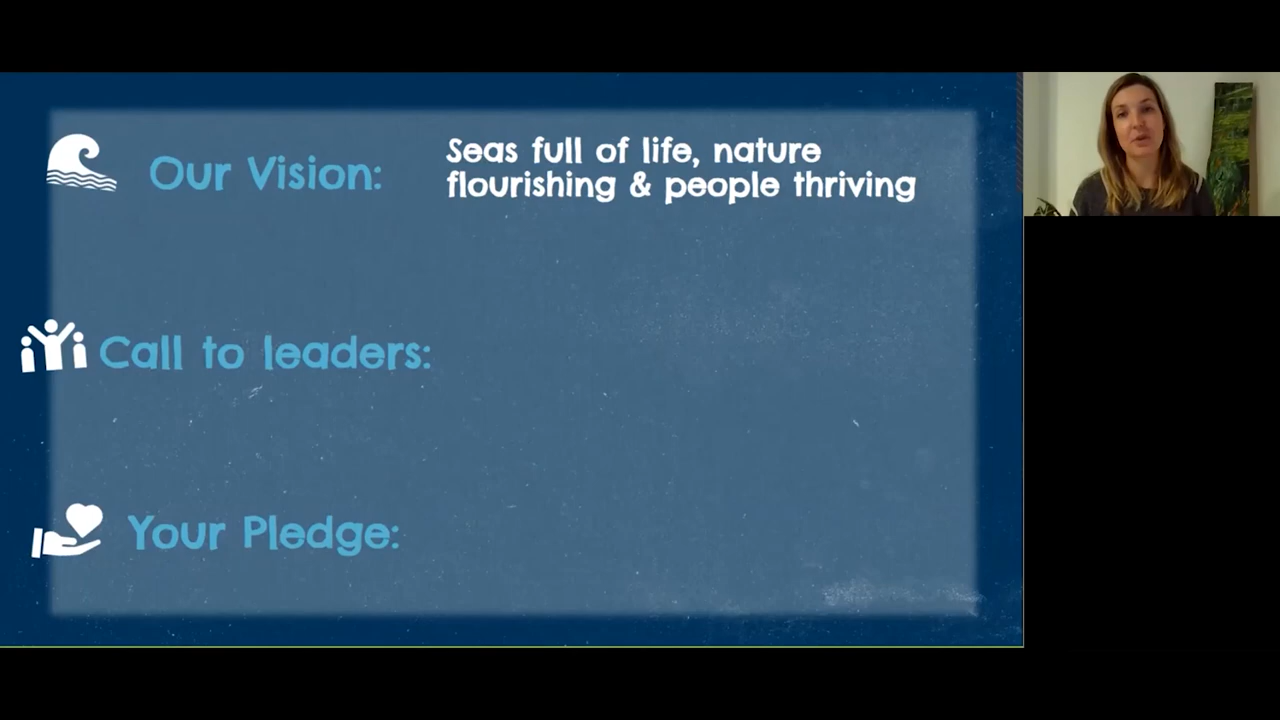 Our Vision:
Seas full of life, nature
flourishing & people thriving
Call to leaders:
Your Pledge: